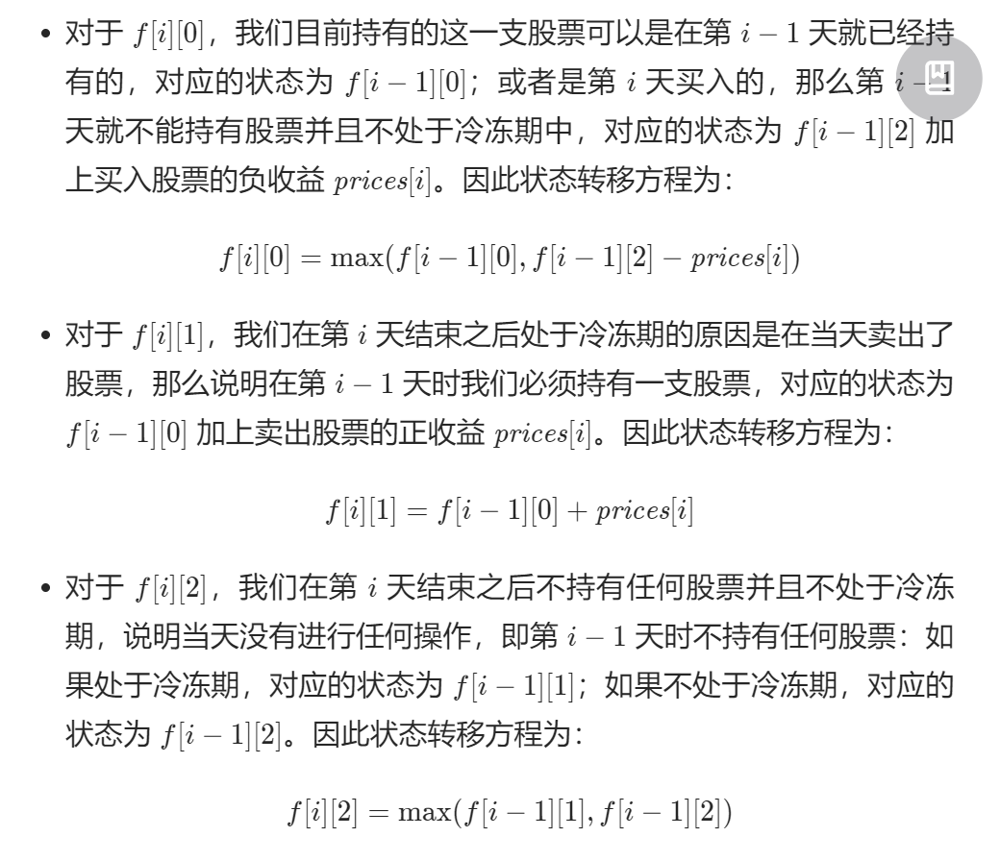 • 对于 f[i][0]，我们目前持有的这一支股票可以是在第 i − 1 天就已经持
有的，对应的状态为 f[i − 1][0]；或者是第 i 天买入的，那么第 i − 1
天就不能持有股票并且不处于冷冻期中，对应的状态为 f[i − 1][2] 加
上买入股票的负收益 prices[i]。因此状态转移方程为：
f[i][0] = max(f[i − 1][0], f[i − 1][2] − prices[i])
• 对于 f[i][1]，我们在第 i 天结束之后处于冷冻期的原因是在当天卖出了
股票，那么说明在第 i − 1 天时我们必须持有一支股票，对应的状态为
f[i − 1][0] 加上卖出股票的正收益 prices[i]。因此状态转移方程为：
f[i][1] = f[i − 1][0] + prices[i]
• 对于 f[i][2]，我们在第 i 天结束之后不持有任何股票并且不处于冷冻
期，说明当天没有进行任何操作，即第 i − 1 天时不持有任何股票：如
果处于冷冻期，对应的状态为 f[i − 1][1]；如果不处于冷冻期，对应的
状态为 f[i − 1][2]。因此状态转移方程为：
f[i][2] = max(f[i − 1][1], f[i − 1][2])